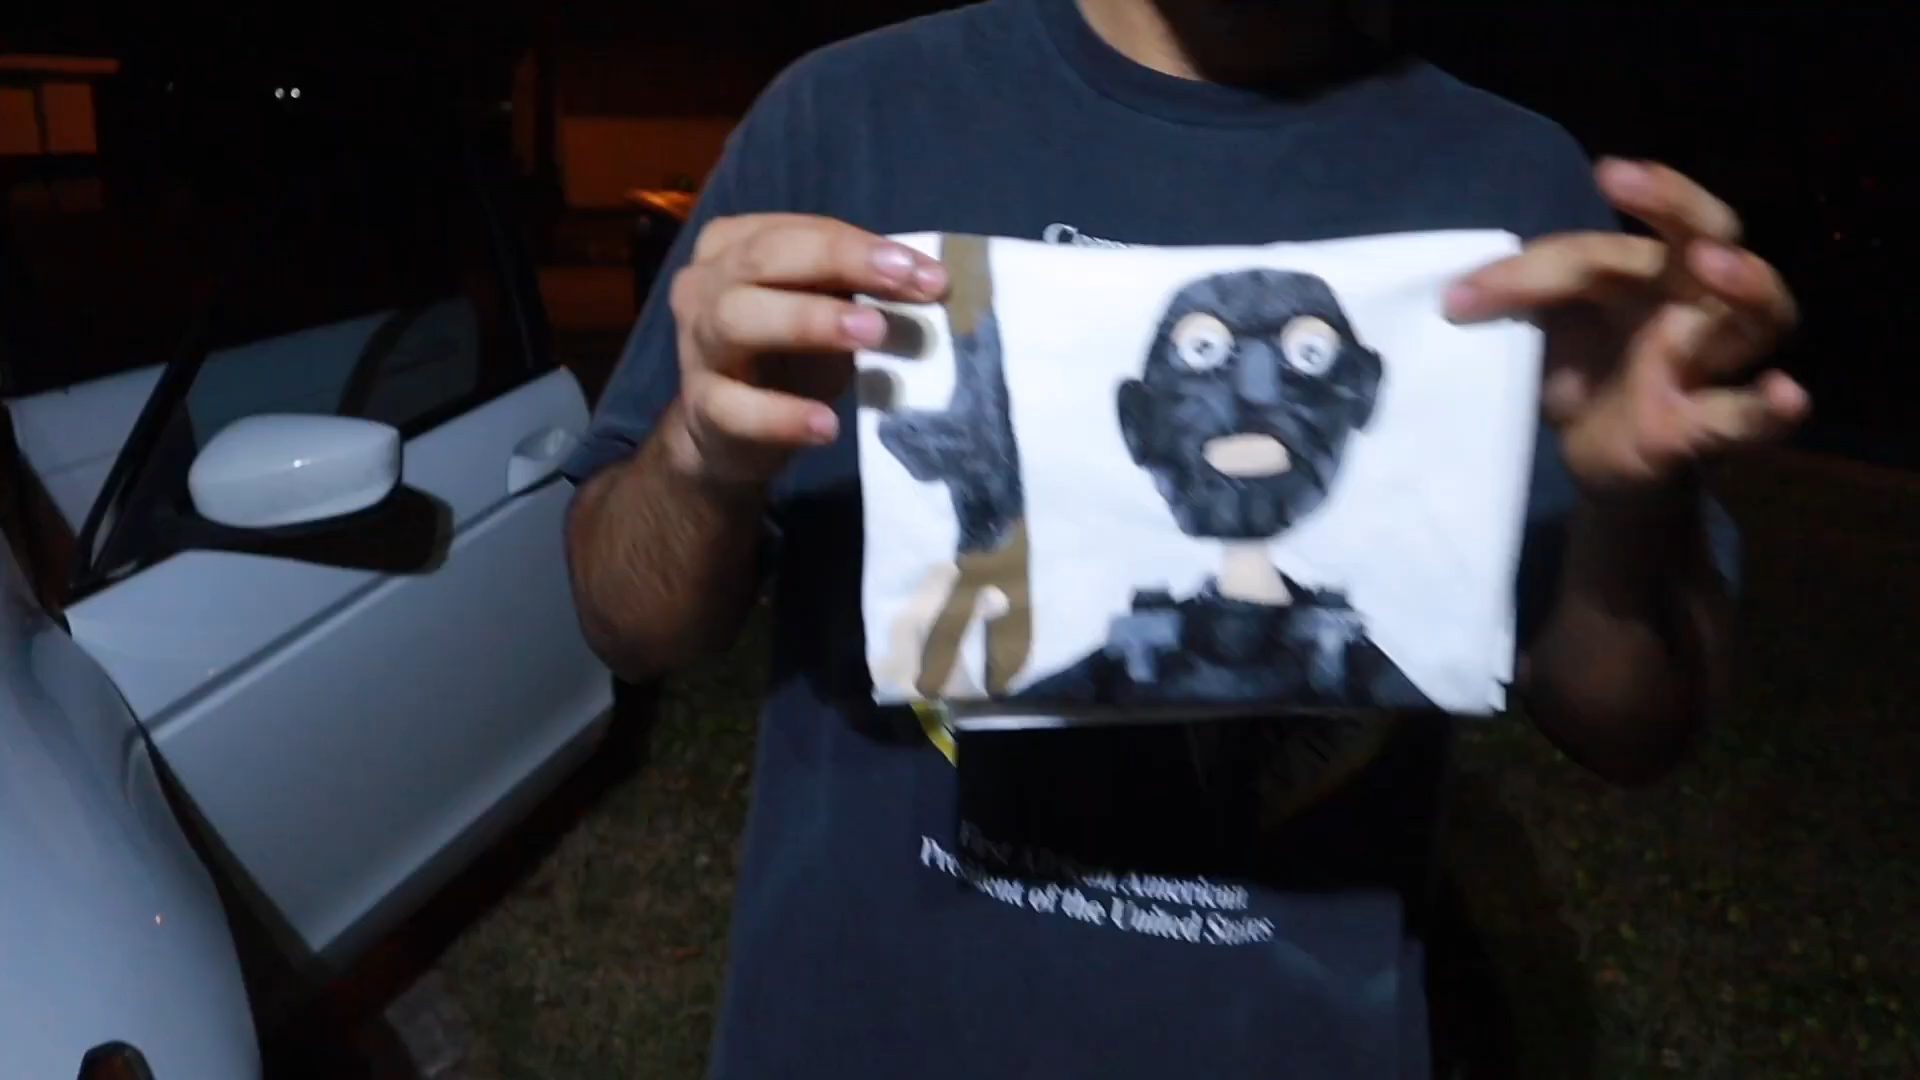 First African American
President of the United States